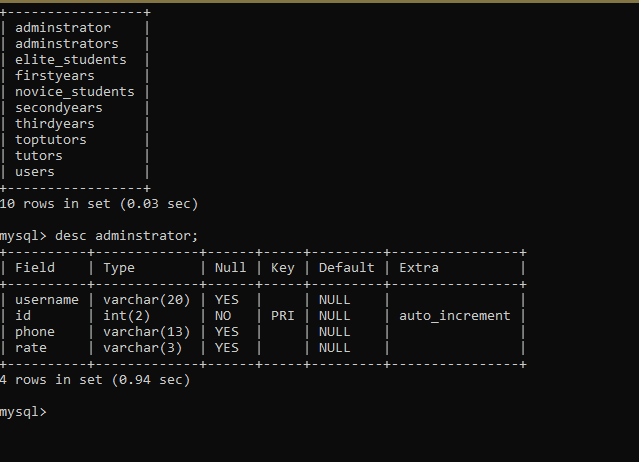 +-----------------+
| adminstrator    |
| adminstrators   |
| elite_students  |
| firstyears      |
| novice_students |
| secondyears     |
| thirdyears      |
| toptutors       |
| tutors          |
| users           |
+-----------------+
10 rows in set (0.03 sec)
mysql> desc adminstrator;
+----------+-------------+------+-----+---------+----------------+
| Field    | Type        | Null | Key | Default | Extra          |
+----------+-------------+------+-----+---------+----------------+
| username | varchar(20) | YES  |     | NULL    |                |
| id       | int(2)      | NO   | PRI | NULL    | auto_increment |
| phone    | varchar(13) | YES  |     | NULL    |                |
| rate     | varchar(3)  | YES  |     | NULL    |                |
+----------+-------------+------+-----+---------+----------------+
4 rows in set (0.94 sec)
mysql>